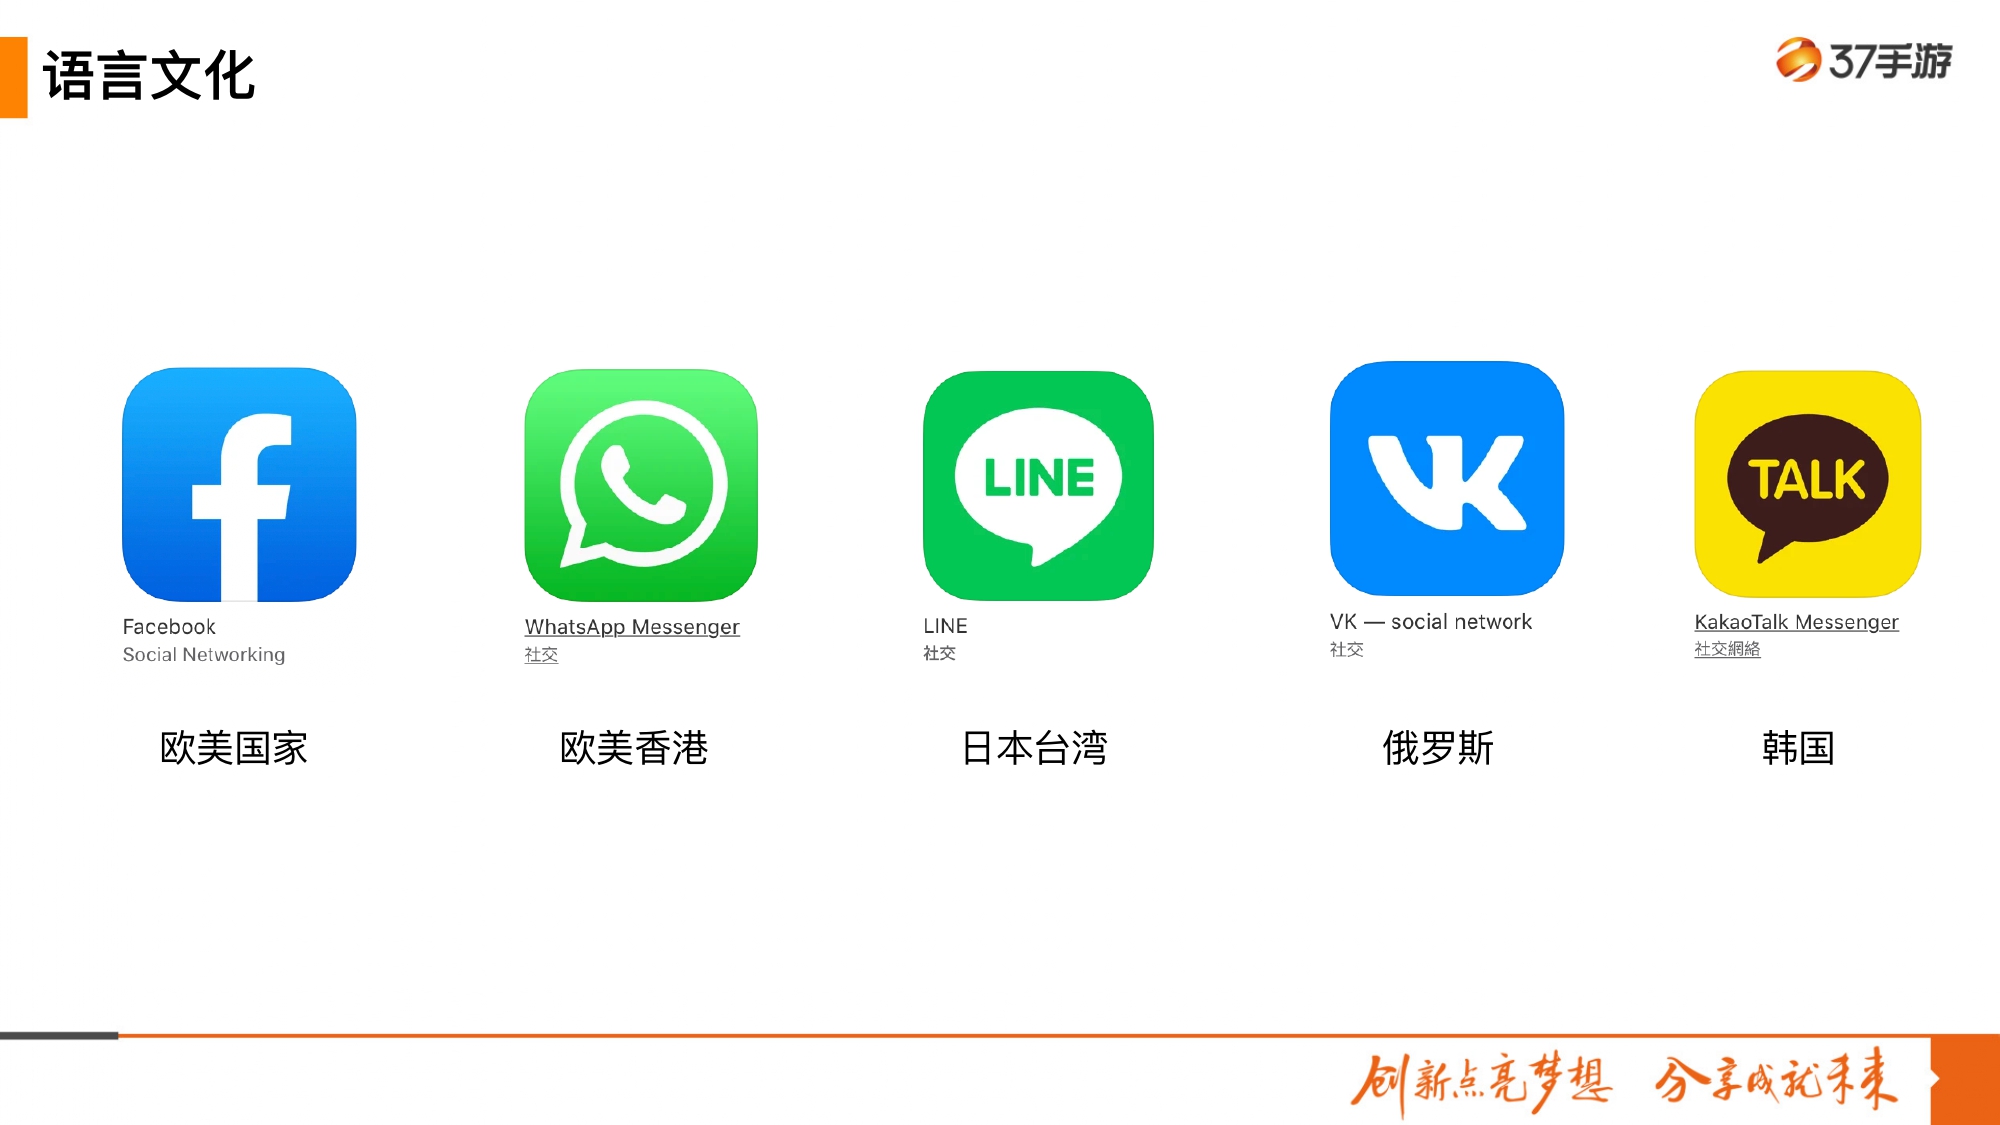 语言文化
37手游
LINE
TALK
Facebook
Social Networking
WhatsApp Messenger
社交
LINE
社交
VK — social network
社交
KakaoTalk Messenger
社交網絡
欧美国家
欧美香港
日本台湾
俄罗斯
韩国
创新点亮梦想 分享成就未来